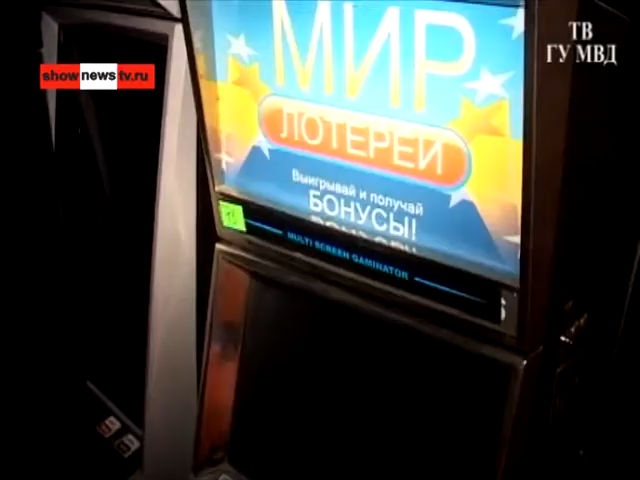 ТВ
ГУ МВД
shownewstv.ru
МИР
ЛОТЕРЕЙ
Выигрывай и получай
БОНУСЫ!
MULTI SCREEN GAMINATOR